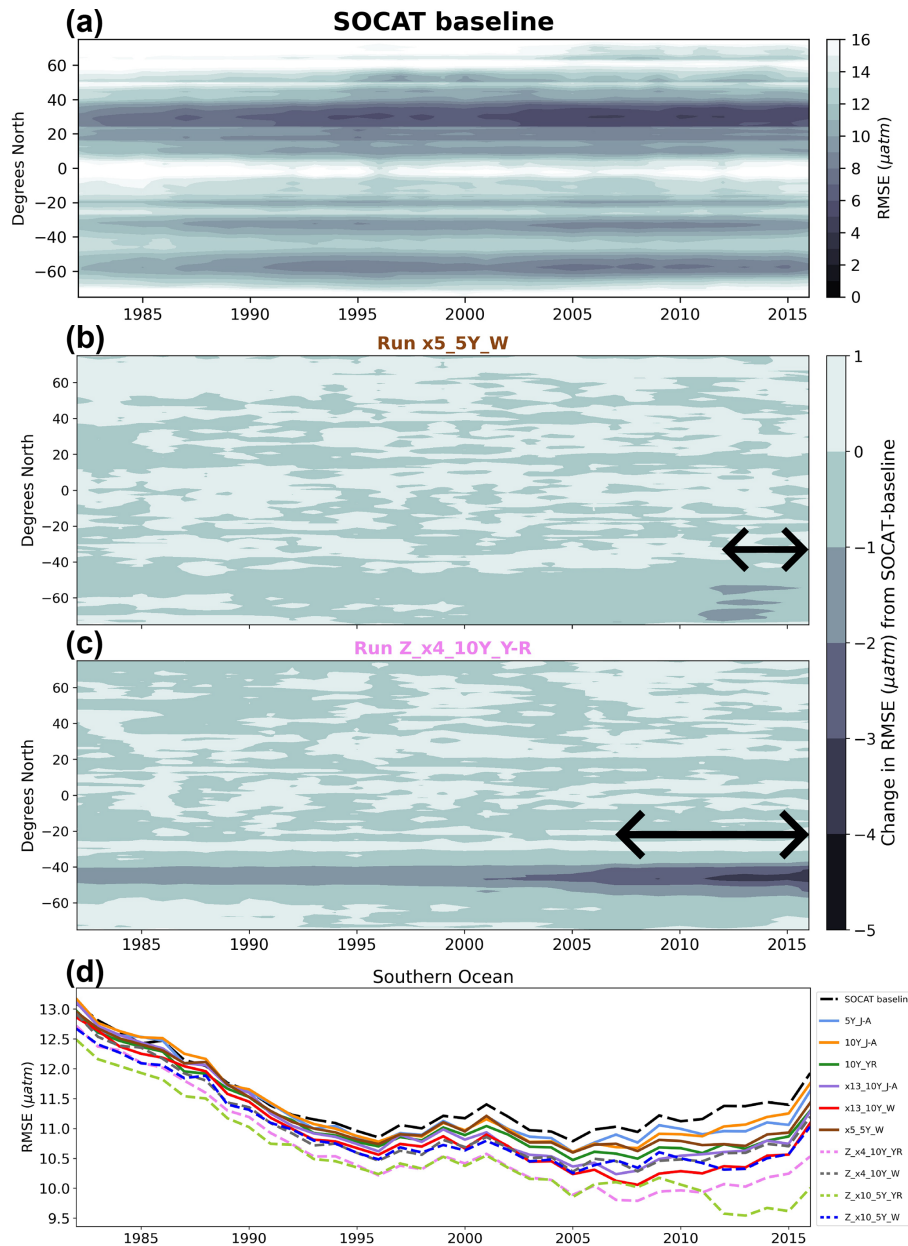 (a) SOCAT baseline
60
40
20
0
−20
−40
−60
Degrees North
1985 1990 1995 2000 2005 2010 2015
16
14
12
10
8
6
4
2
0
RMSE (μatm)
(b) Run x5_5Y_W
60
40
20
0
−20
−40
−60
Degrees North
(c) Run Z_x4_10Y_Y-R
60
40
20
0
−20
−40
−60
Degrees North
1985 1990 1995 2000 2005 2010 2015
1
0
−1
−2
−3
−4
−5
Change in RMSE (μatm) from SOCAT-baseline
(d) Southern Ocean
13.0
12.5
12.0
11.5
11.0
10.5
10.0
9.5
RMSE (μatm)
1985 1990 1995 2000 2005 2010 2015
SOCAT baseline
5Y_J-A
10Y_J-A
10Y_YR
x13_10Y_J-A
x13_10Y_W
x5_5Y_W
Z_x4_10Y_YR
Z_x4_10Y_W
Z_x10_5Y_YR
Z_x10_5Y_W